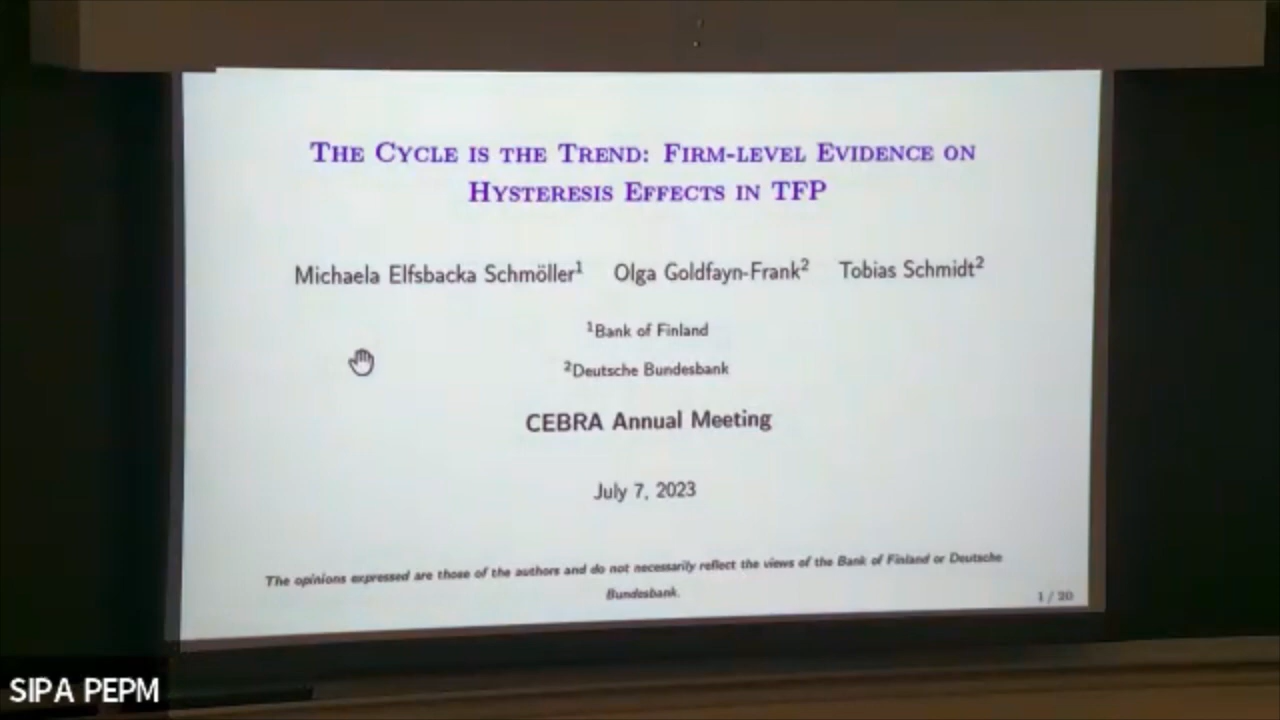 THE CYCLE IS THE TREND: FIRM-LEVEL EVIDENCE ON
HYSTERESIS EFFECTS IN TFP
Michaela Elfsbacka Schmöller¹ Olga Goldfayn-Frank² Tobias Schmidt²
¹Bank of Finland
²Deutsche Bundesbank
CEBRA Annual Meeting
July 7, 2023
The opinions expressed are those of the authors and do not necessarily reflect the views of the Bank of Finland or Deutsche
Bundesbank.
1 / 20
SIPA PEPM